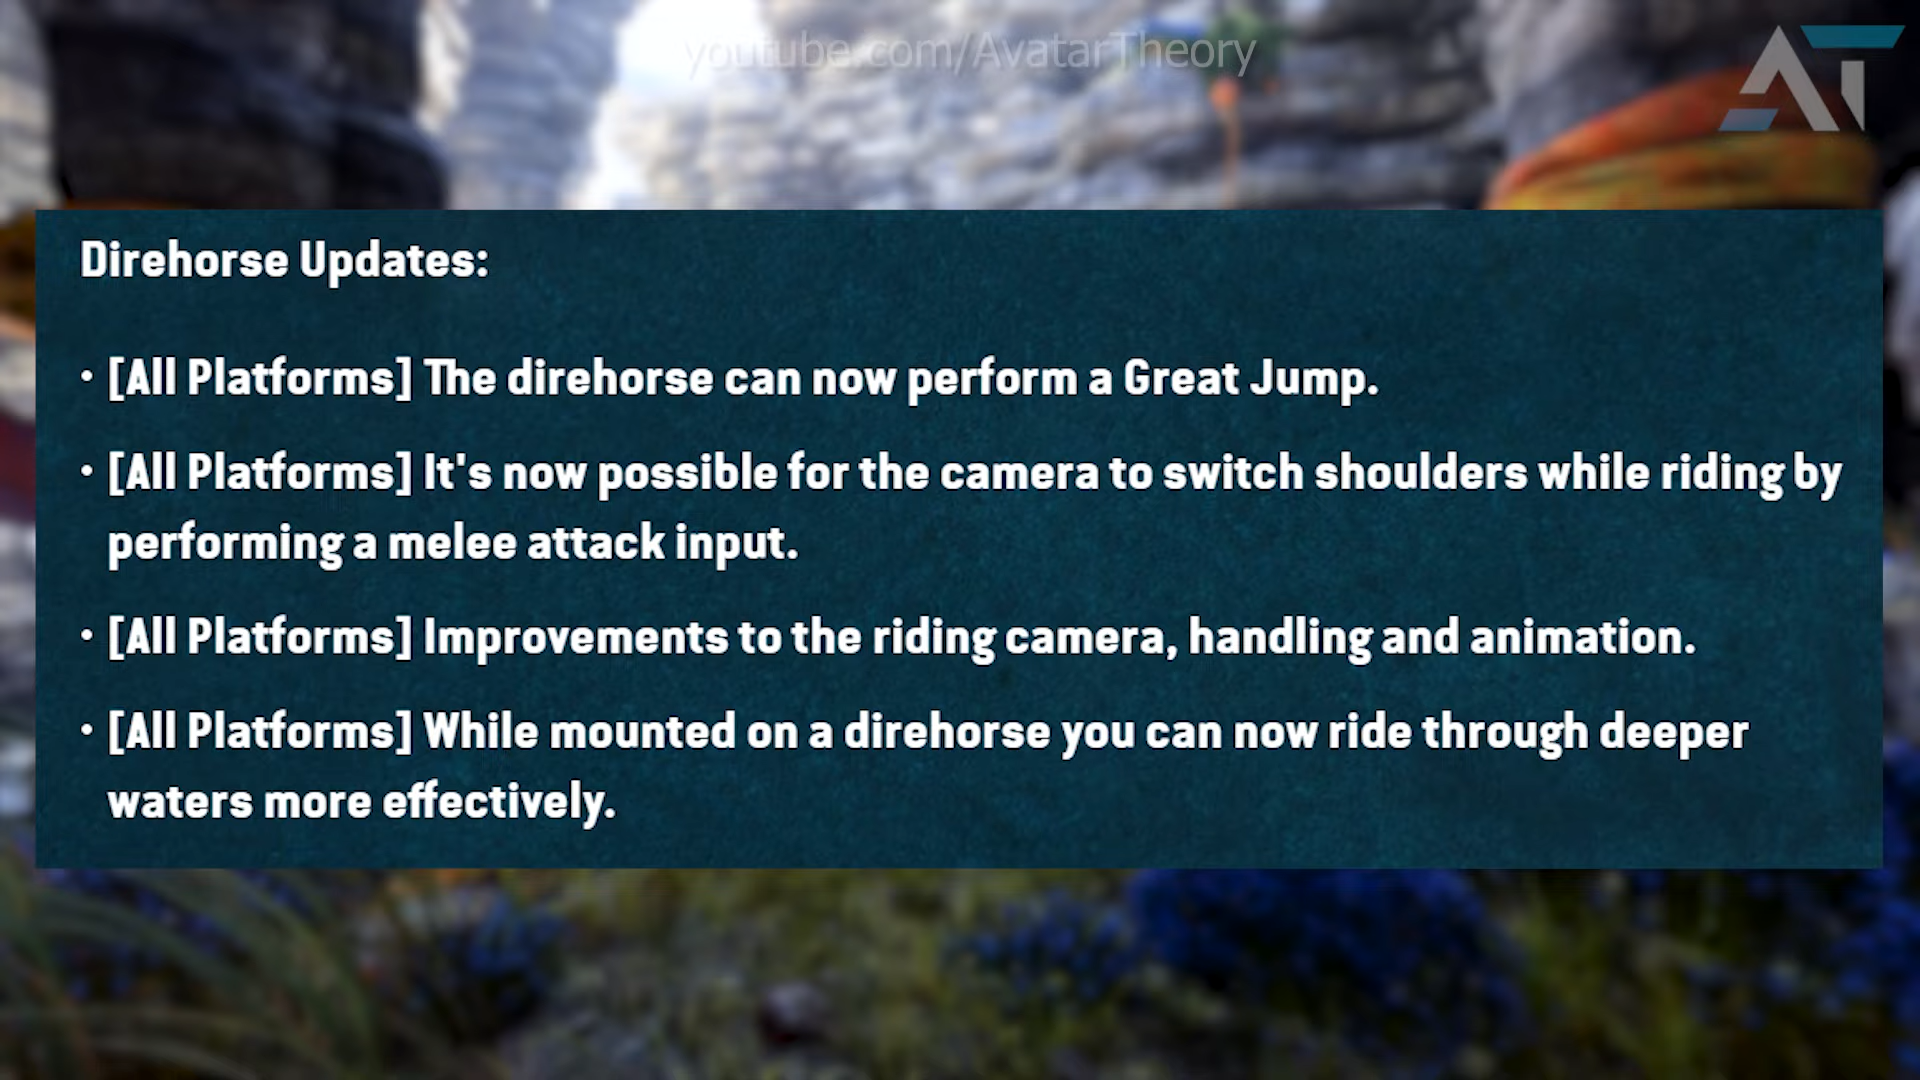 youtube.com/AvatarTheory
AT
Direhorse Updates:
• [All Platforms] The direhorse can now perform a Great Jump.
• [All Platforms] It's now possible for the camera to switch shoulders while riding by
performing a melee attack input.
• [All Platforms] Improvements to the riding camera, handling and animation.
• [All Platforms] While mounted on a direhorse you can now ride through deeper
waters more effectively.